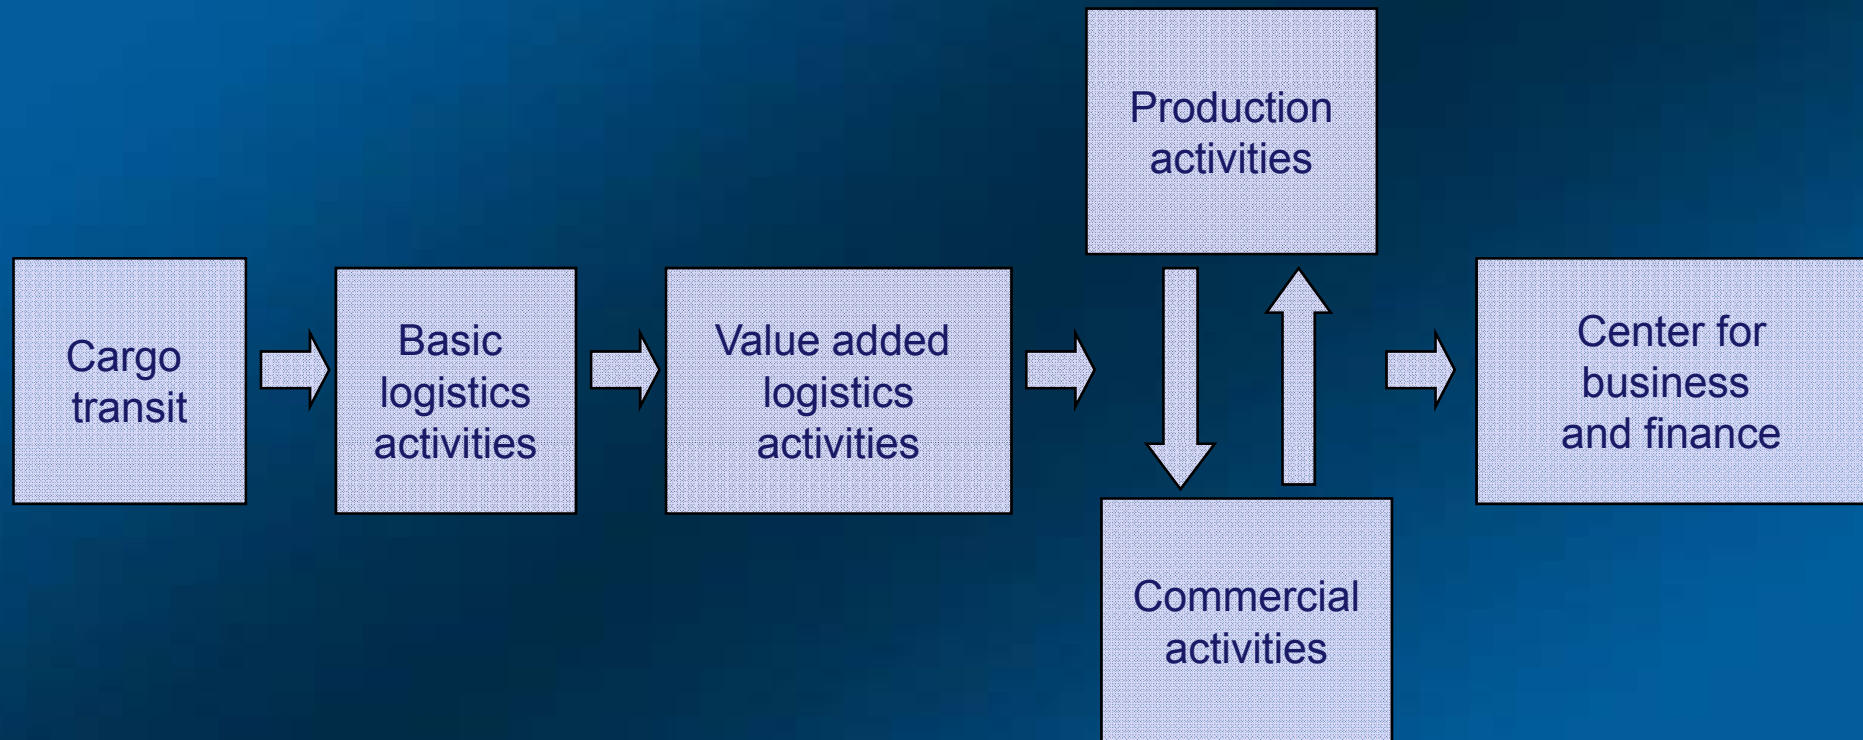 Cargo
transit
Basic
logistics
activities
Value added
logistics
activities
Production
activities
Commercial
activities
Center for
business
and finance